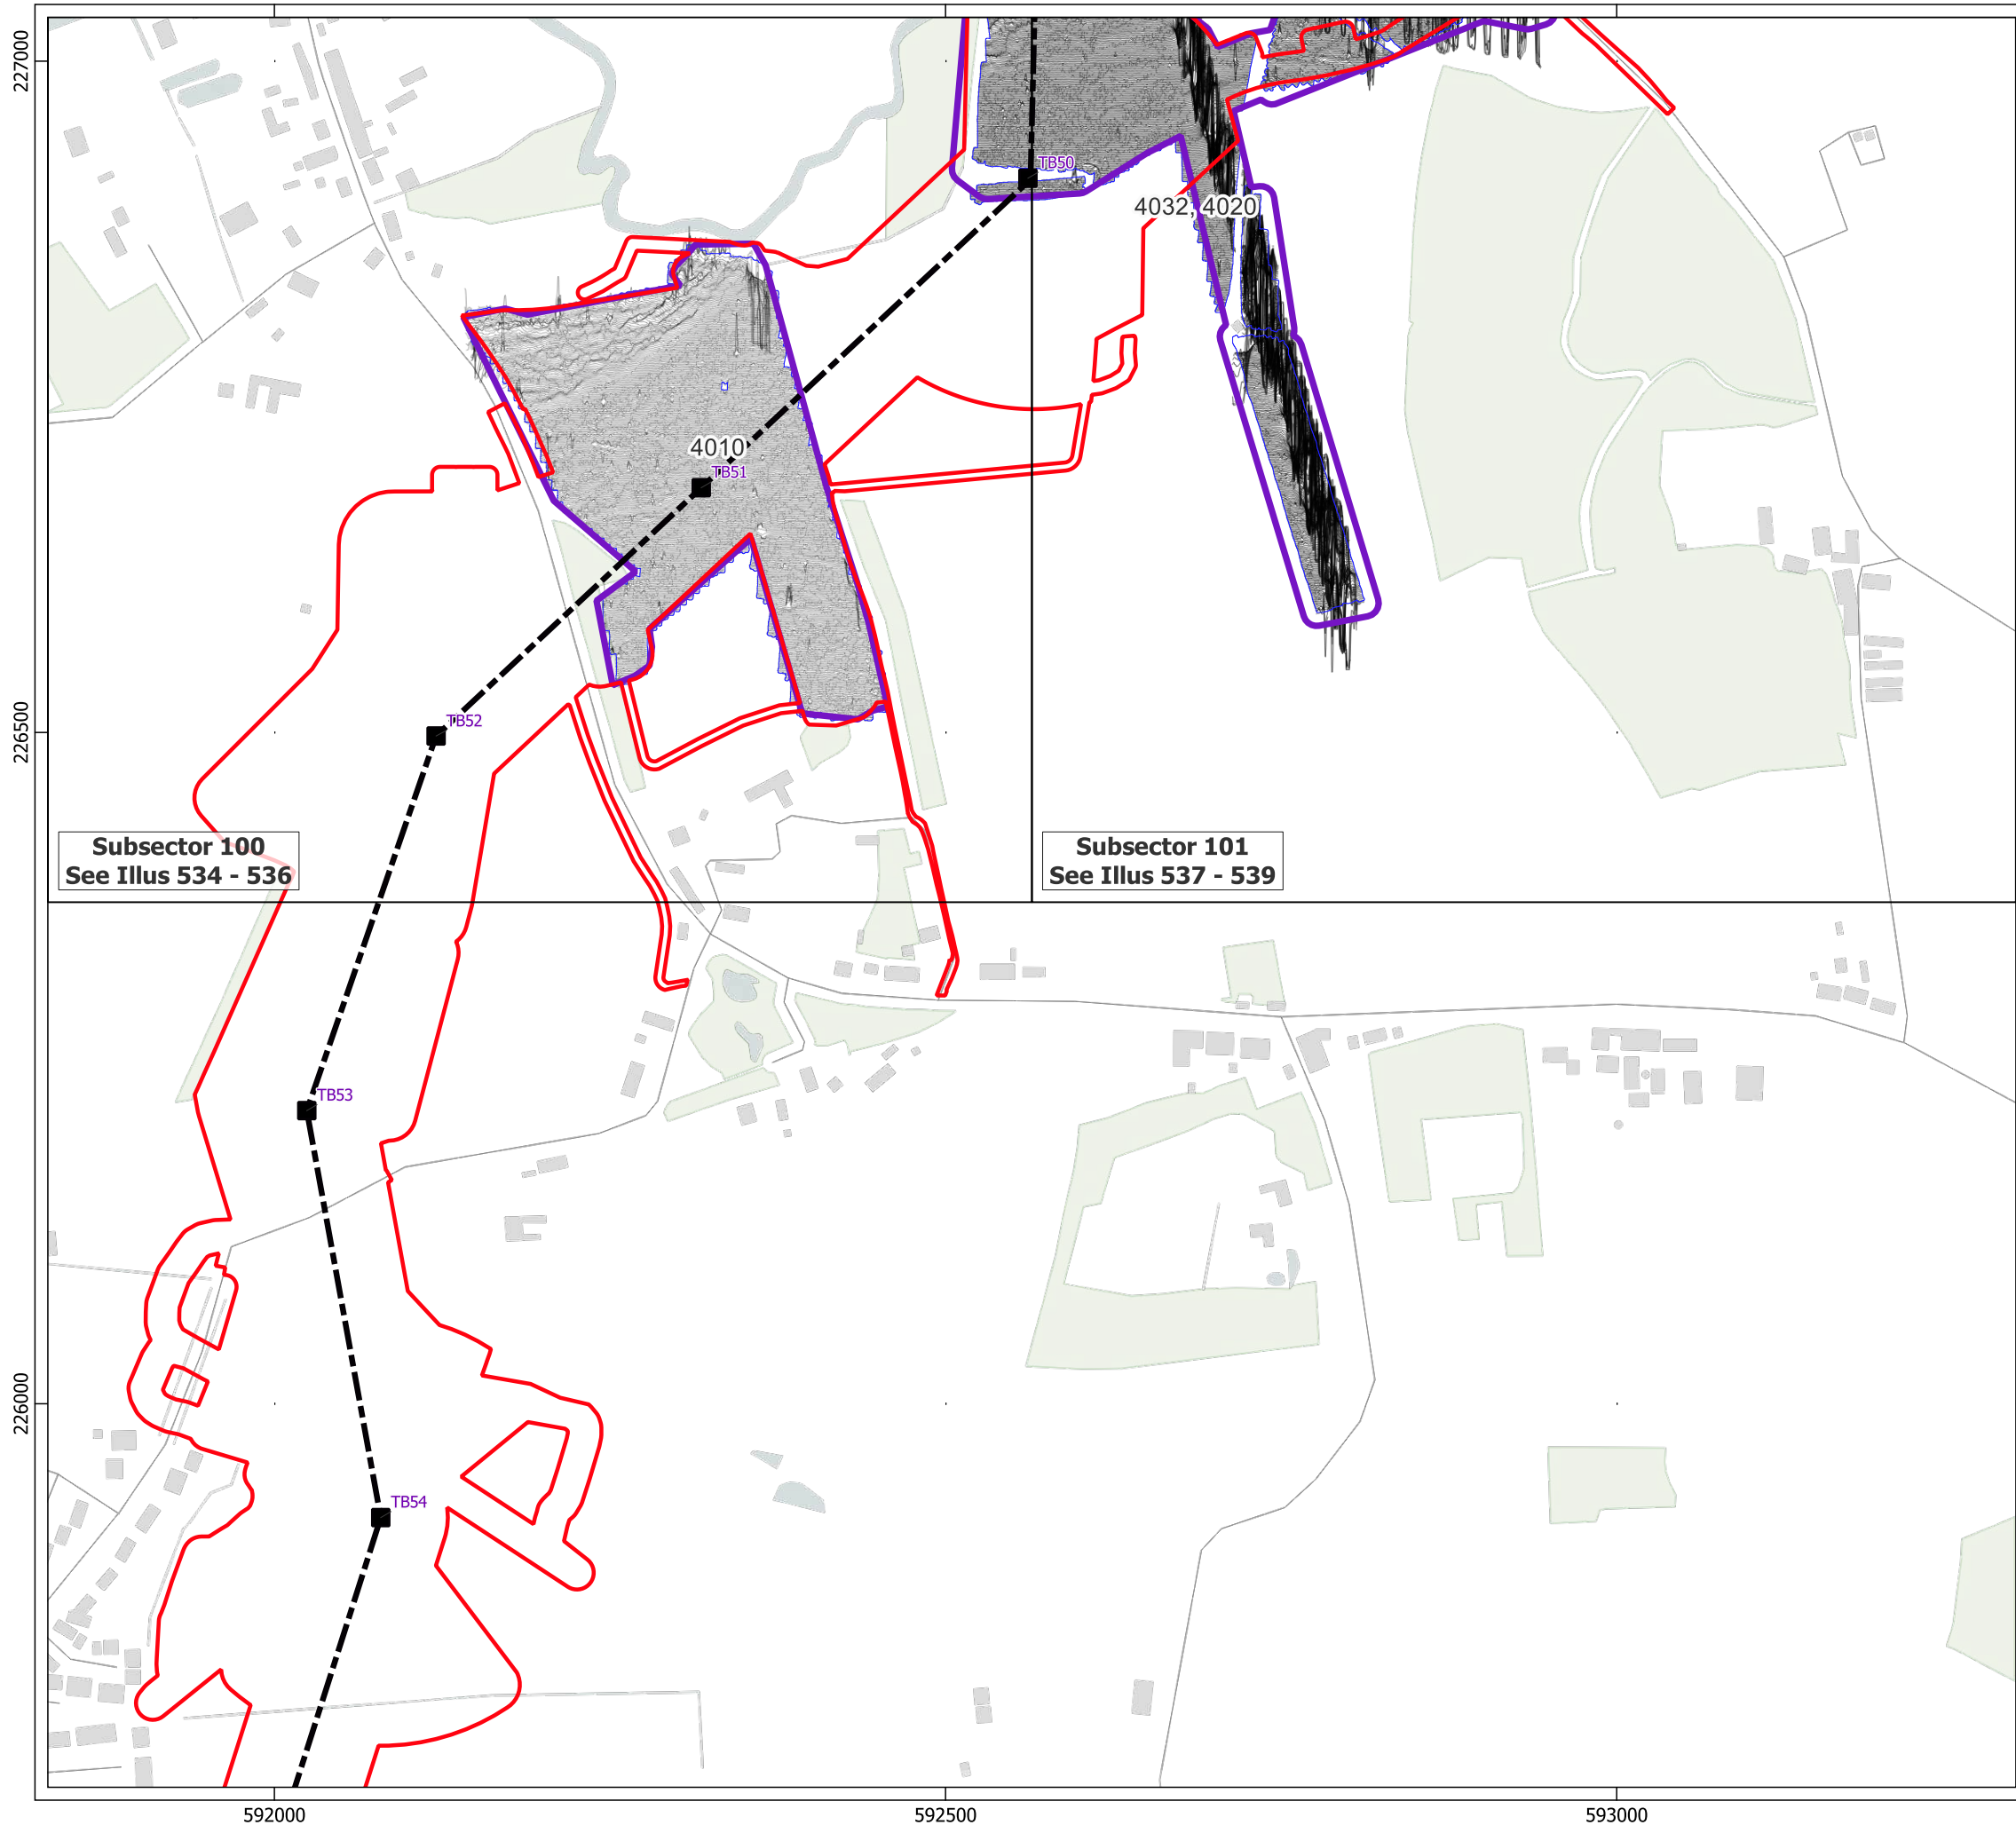 227000
TB50
4032, 4020
4010
TB51
TB52
226500
Subsector 100
See Illus 534 - 536
Subsector 101
See Illus 537 - 539
TB53
226000
TB54
592000
592500
593000